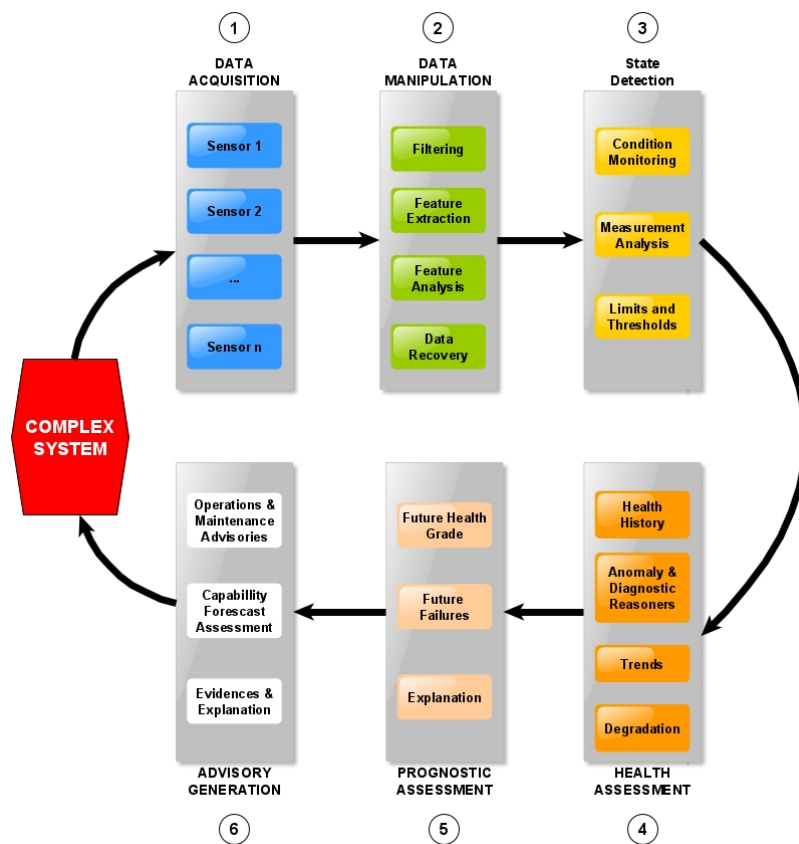 1
DATA
ACQUISITION
Sensor 1
Sensor 2
...
Sensor n
2
DATA
MANIPULATION
Filtering
Feature
Extraction
Feature
Analysis
Data
Recovery
3
State
Detection
Condition
Monitoring
Measurement
Analysis
Limits and
Thresholds
COMPLEX
SYSTEM
Operations &
Maintenance
Advisories
Capabillity
Forescast
Assessment
Evidences &
Explanation
ADVISORY
GENERATION
6
Future Health
Grade
Future
Failures
Explanation
PROGNOSTIC
ASSESSMENT
5
Health
History
Anomaly &
Diagnostic
Reasoners
Trends
Degradation
HEALTH
ASSESSMENT
4